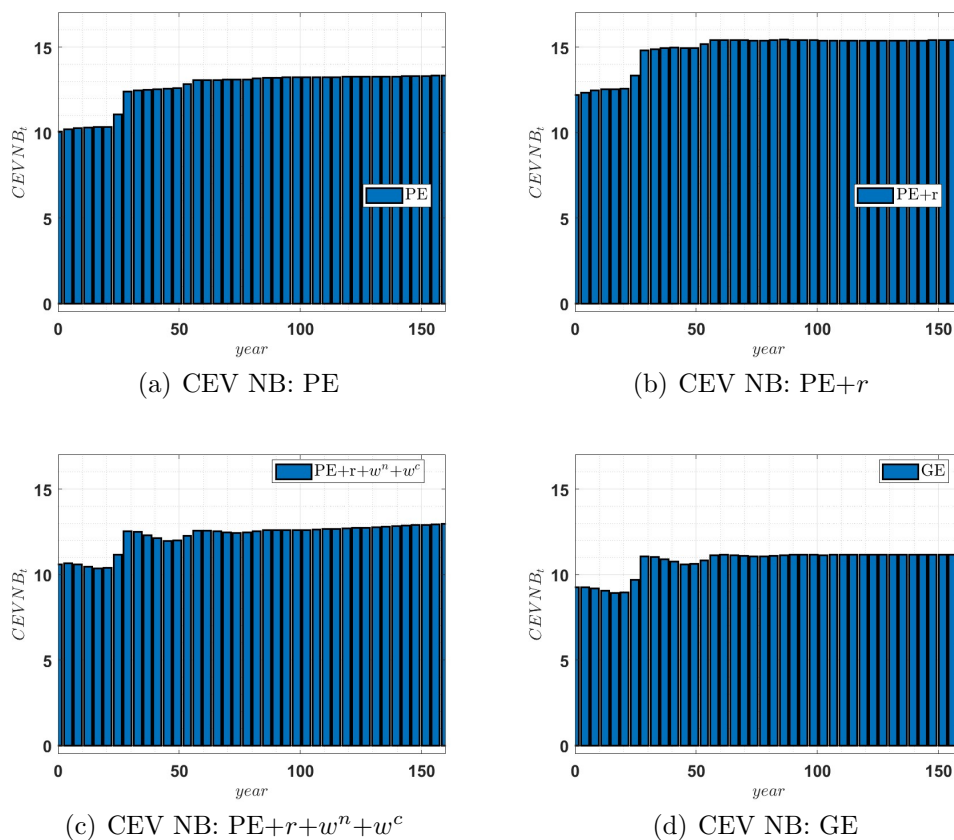 15
10
5
0
CEVNB_t
PE
0 50 100 150
year
(a) CEV NB: PE
15
10
5
0
CEVNB_t
PE+r
0 50 100 150
year
(b) CEV NB: PE+r
15
10
5
0
CEVNB_t
PE+r+w^n+w^c
0 50 100 150
year
(c) CEV NB: PE+r+w^n+w^c
15
10
5
0
CEVNB_t
GE
0 50 100 150
year
(d) CEV NB: GE